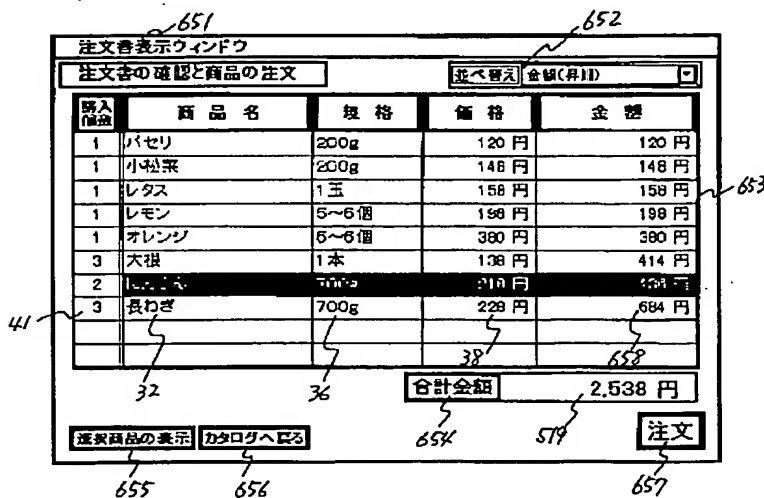 651
652
注文書表示ウィンドウ
注文書の確認と商品の注文 並べ替え 金額(昇順)
購入個数 商品名 規格 価格 金額
1 パセリ 200g 120 円 120 円
1 小松菜 200g 148 円 148 円
1 レタス 1玉 158 円 158 円
653
1 レモン 5~6個 198 円 198 円
1 オレンジ 5~6個 380 円 380 円
3 大根 1本 138 円 414 円
2 700g 218 円
3 長ねぎ 700g 228 円 684 円
41
32 36 38 658
合計金額 2,538 円
654 519
選択商品の表示 カタログへ戻る 注文
655 656 657